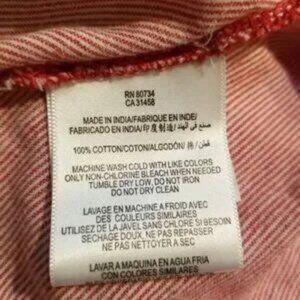 RN 80734
CA 31458
MADE IN INDIA/FABRIQUE EN INDE/
FABRICADO EN INDIA/印度制造/صنع في الهند
100% COTTON/COTON/ALGODÓN/棉/قطن
MACHINE WASH COLD WITH LIKE COLORS
ONLY NON-CHLORINE BLEACH WHEN NEEDED
TUMBLE DRY LOW, DO NOT IRON
DO NOT DRY CLEAN
LAVAGE EN MACHINE A FROID AVEC
DES COULEURS SIMILAIRES
UTILISEZ DE LA JAVEL SANS CHLORE SI BESOIN
SECHAGE DOUX, NE PAS REPASSER
NE PAS NETTOYER A SEC
LAVAR A MAQUINA EN AGUA FRIA
CON COLORES SIMILARES